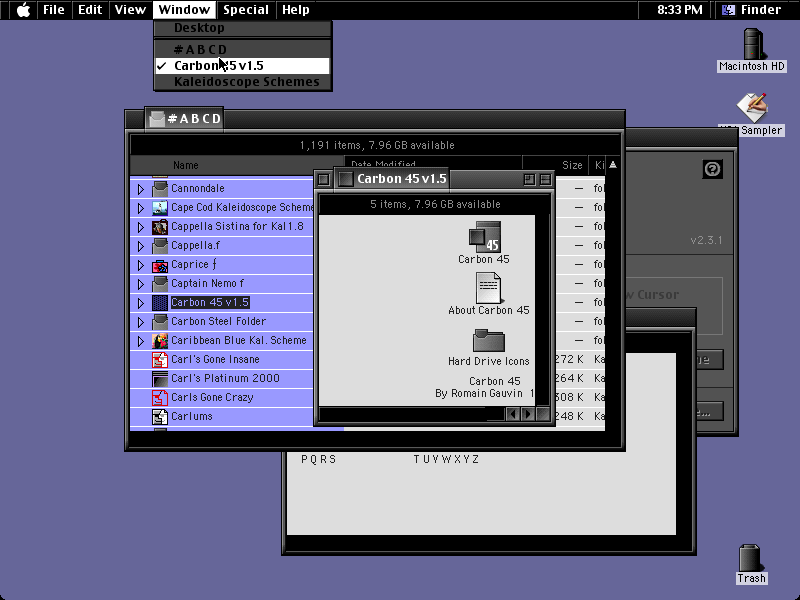 File Edit View Window Special Help 8:33 PM Finder
Desktop
#ABCD
✓ Carbon 45 v1.5
Kaleidoscope Schemes
Macintosh HD
Sampler
#ABCD
1,191 items, 7.96 GB available
Name Date Modified Size Ki
Cannondale — fol
Cape Cod Kaleidoscope Scheme — fol
Cappella Sistina for Kal 1.8 — fol
Cappella.f — fol
Caprice ƒ — fol
Captain Nemo f — fol
Carbon 45 v1.5 — fol
Carbon Steel Folder — fol
Caribbean Blue Kal. Scheme — fol
Carl's Gone Insane 272 K Ka
Carl's Platinum 2000 264 K Ka
Carls Gone Crazy 308 K Ka
Carlums 248 K Ka
Carbon 45 v1.5
5 items, 7.96 GB available
45
Carbon 45
About Carbon 45
Hard Drive Icons
Carbon 45
By Romain Gauvin 1
v2.3.1
w Cursor
ue
e...
PQRS TUVWXYZ
Trash